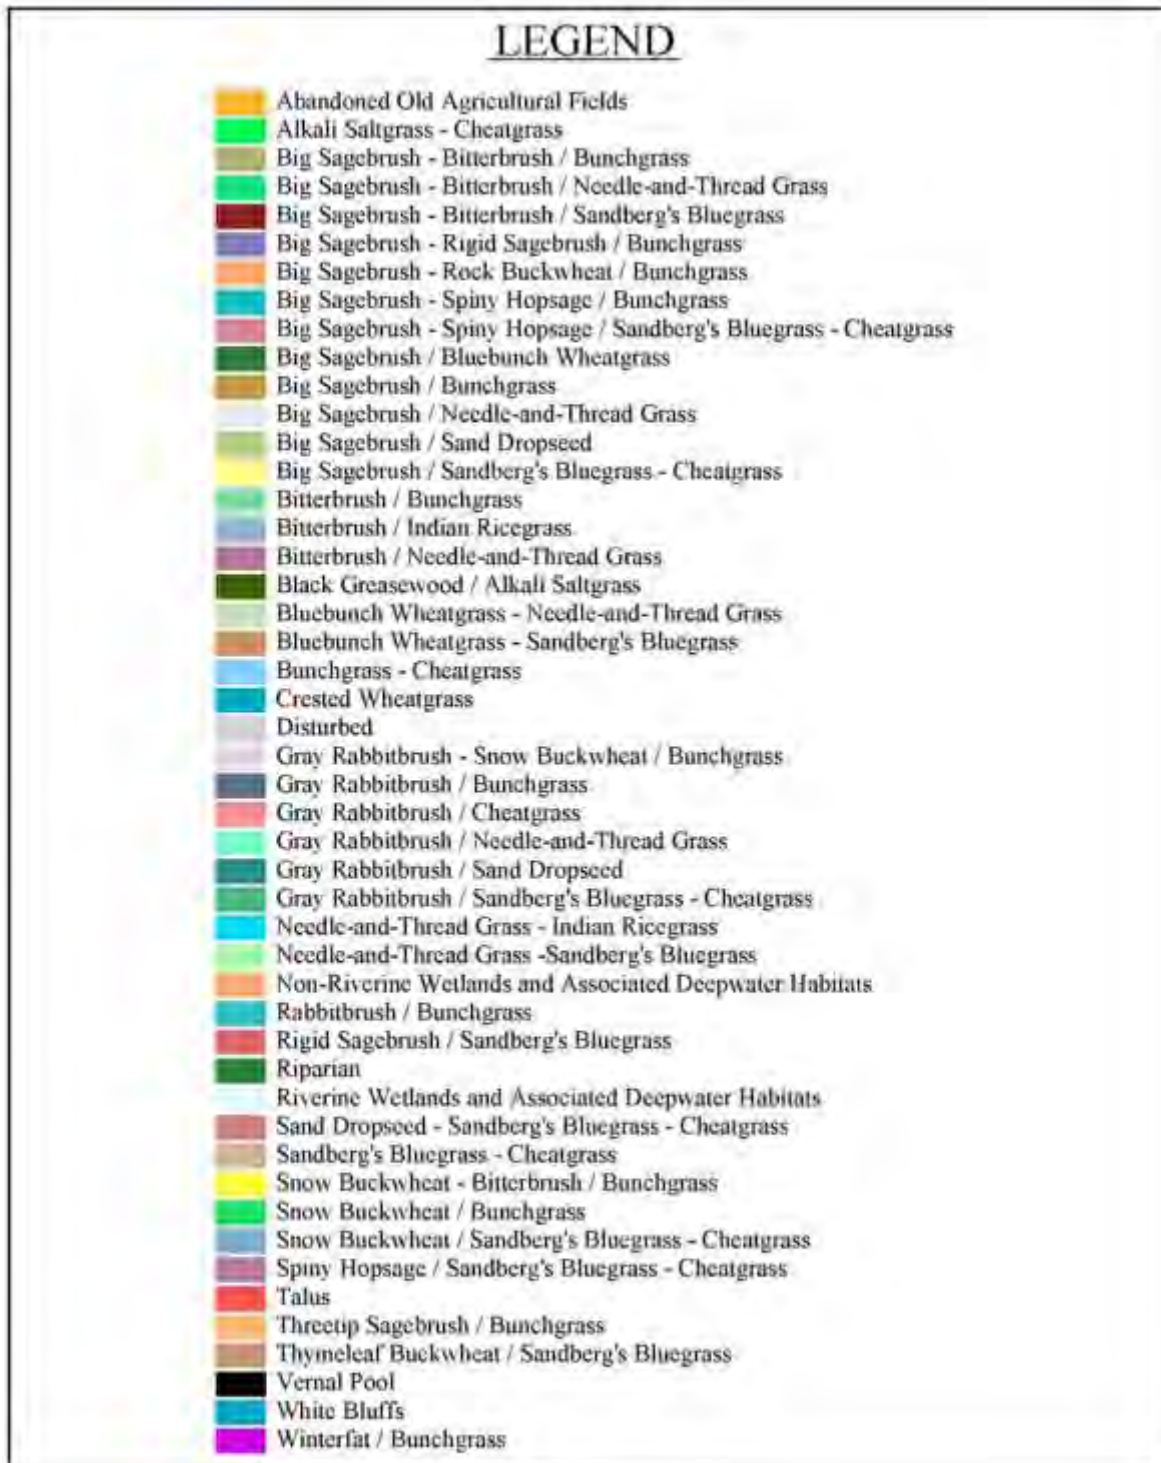 LEGEND
Abandoned Old Agricultural Fields
Alkali Saltgrass - Cheatgrass
Big Sagebrush - Bitterbrush / Bunchgrass
Big Sagebrush - Bitterbrush / Needle-and-Thread Grass
Big Sagebrush - Bitterbrush / Sandberg's Bluegrass
Big Sagebrush - Rigid Sagebrush / Bunchgrass
Big Sagebrush - Rock Buckwheat / Bunchgrass
Big Sagebrush - Spiny Hopsage / Bunchgrass
Big Sagebrush - Spiny Hopsage / Sandberg's Bluegrass - Cheatgrass
Big Sagebrush / Bluebunch Wheatgrass
Big Sagebrush / Bunchgrass
Big Sagebrush / Needle-and-Thread Grass
Big Sagebrush / Sand Dropseed
Big Sagebrush / Sandberg's Bluegrass - Cheatgrass
Bitterbrush / Bunchgrass
Bitterbrush / Indian Ricegrass
Bitterbrush / Needle-and-Thread Grass
Black Greasewood / Alkali Saltgrass
Bluebunch Wheatgrass - Needle-and-Thread Grass
Bluebunch Wheatgrass - Sandberg's Bluegrass
Bunchgrass - Cheatgrass
Crested Wheatgrass
Disturbed
Gray Rabbitbrush - Snow Buckwheat / Bunchgrass
Gray Rabbitbrush / Bunchgrass
Gray Rabbitbrush / Cheatgrass
Gray Rabbitbrush / Needle-and-Thread Grass
Gray Rabbitbrush / Sand Dropseed
Gray Rabbitbrush / Sandberg's Bluegrass - Cheatgrass
Needle-and-Thread Grass - Indian Ricegrass
Needle-and-Thread Grass -Sandberg's Bluegrass
Non-Riverine Wetlands and Associated Deepwater Habitats
Rabbitbrush / Bunchgrass
Rigid Sagebrush / Sandberg's Bluegrass
Riparian
Riverine Wetlands and Associated Deepwater Habitats
Sand Dropseed - Sandberg's Bluegrass - Cheatgrass
Sandberg's Bluegrass - Cheatgrass
Snow Buckwheat - Bitterbrush / Bunchgrass
Snow Buckwheat / Bunchgrass
Snow Buckwheat / Sandberg's Bluegrass - Cheatgrass
Spiny Hopsage / Sandberg's Bluegrass - Cheatgrass
Talus
Threetip Sagebrush / Bunchgrass
Thymeleaf Buckwheat / Sandberg's Bluegrass
Vernal Pool
White Bluffs
Winterfat / Bunchgrass